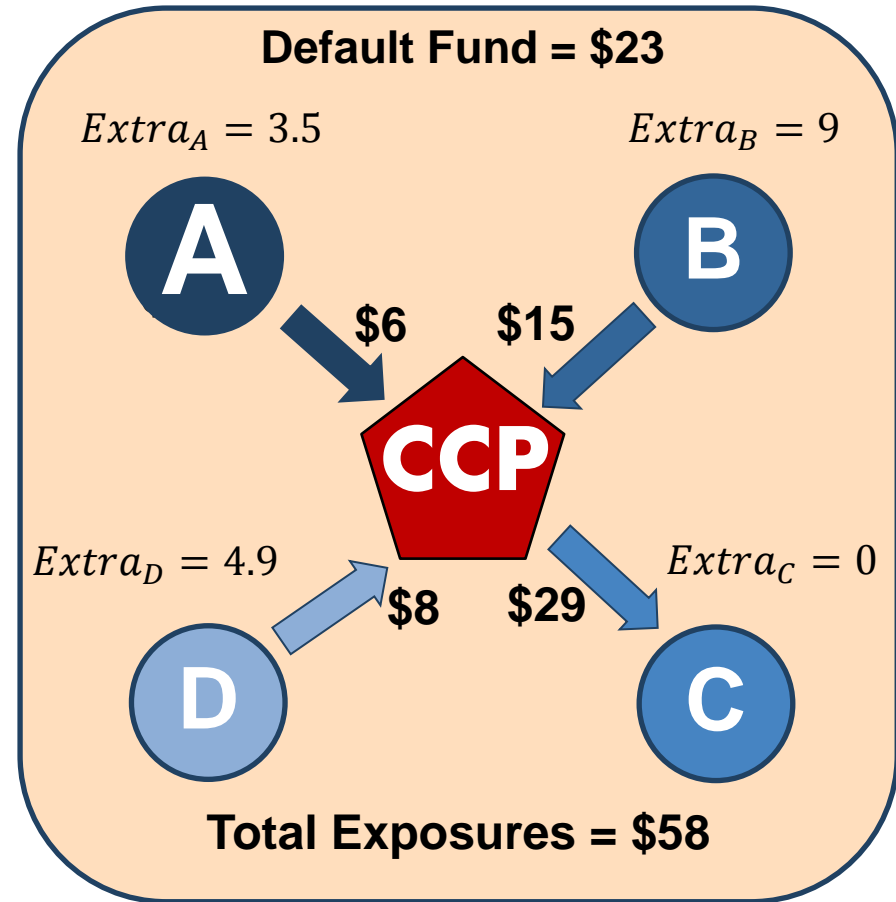 Default Fund = $23
Extra_A = 3.5
Extra_B = 9
A
B
$6
$15
CCP
Extra_D = 4.9
Extra_C = 0
$8
$29
D
C
Total Exposures = $58